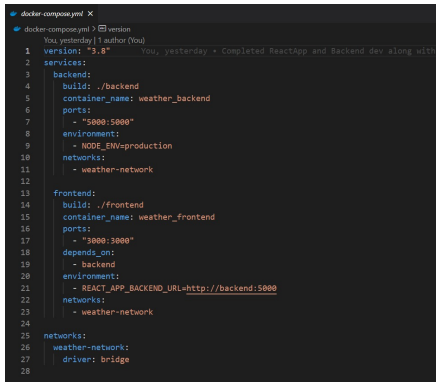 docker-compose.yml ×
docker-compose.yml > version
You, yesterday | 1 author (You)
1 version: "3.8" You, yesterday • Completed ReactApp and Backend dev along with
2 services:
3 backend:
4 build: ./backend
5 container_name: weather_backend
6 ports:
7 - "5000:5000"
8 environment:
9 - NODE_ENV=production
10 networks:
11 - weather-network
12
13 frontend:
14 build: ./frontend
15 container_name: weather_frontend
16 ports:
17 - "3000:3000"
18 depends_on:
19 - backend
20 environment:
21 - REACT_APP_BACKEND_URL=http://backend:5000
22 networks:
23 - weather-network
24
25 networks:
26 weather-network:
27 driver: bridge
28